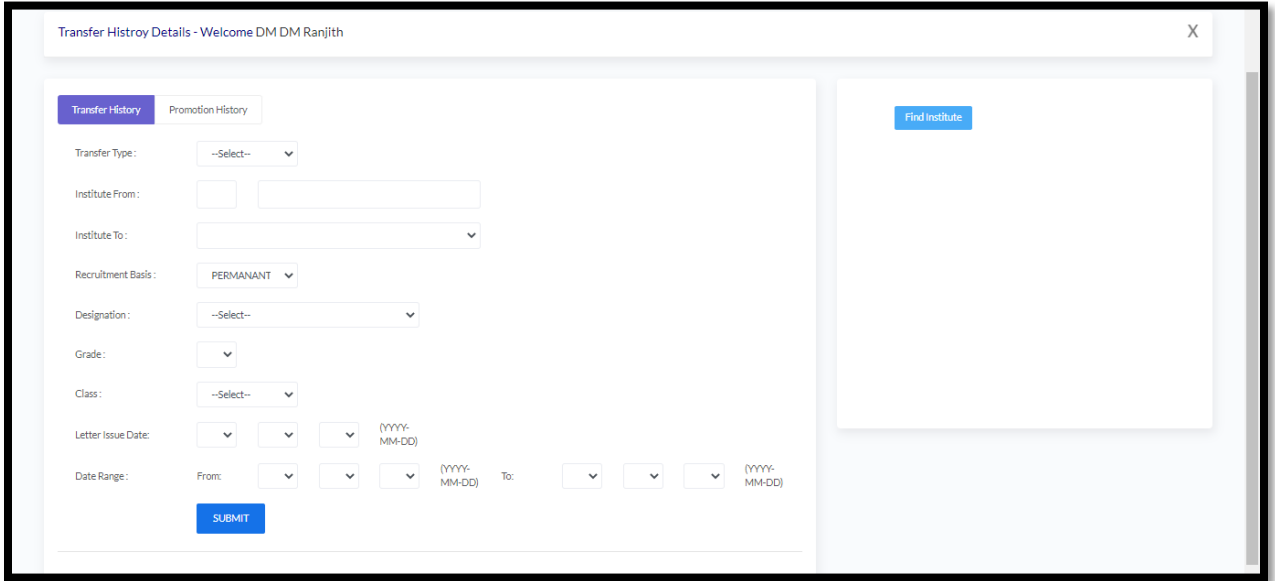 Transfer Histroy Details - Welcome DM DM Ranjith
X
Transfer History
Promotion History
Find Institute
Transfer Type :
--Select--
Institute From :
Institute To :
Recruitment Basis :
PERMANANT
Designation :
--Select--
Grade :
Class :
--Select--
Letter Issue Date:
(YYYY-
MM-DD)
Date Range :
From:
(YYYY-
MM-DD)
To:
(YYYY-
MM-DD)
SUBMIT